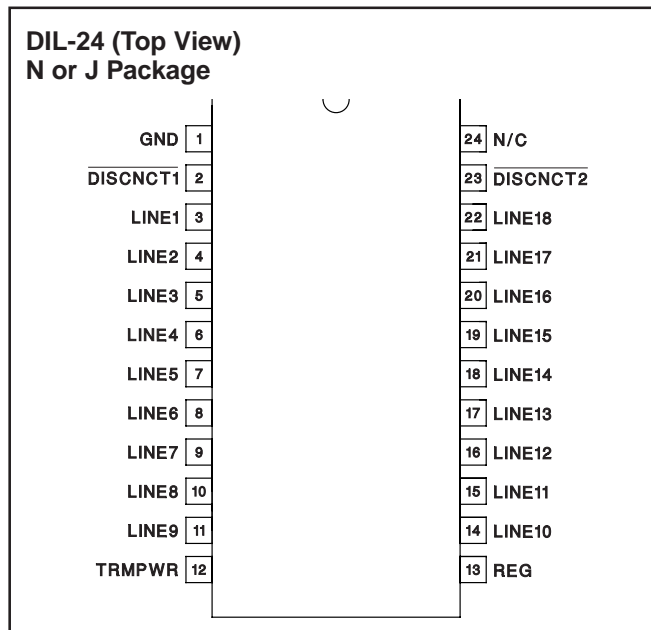 DIL-24 (Top View)
N or J Package
GND 1 24 N/C
DISCNCT1 2 23 DISCNCT2
LINE1 3 22 LINE18
LINE2 4 21 LINE17
LINE3 5 20 LINE16
LINE4 6 19 LINE15
LINE5 7 18 LINE14
LINE6 8 17 LINE13
LINE7 9 16 LINE12
LINE8 10 15 LINE11
LINE9 11 14 LINE10
TRMPWR 12 13 REG